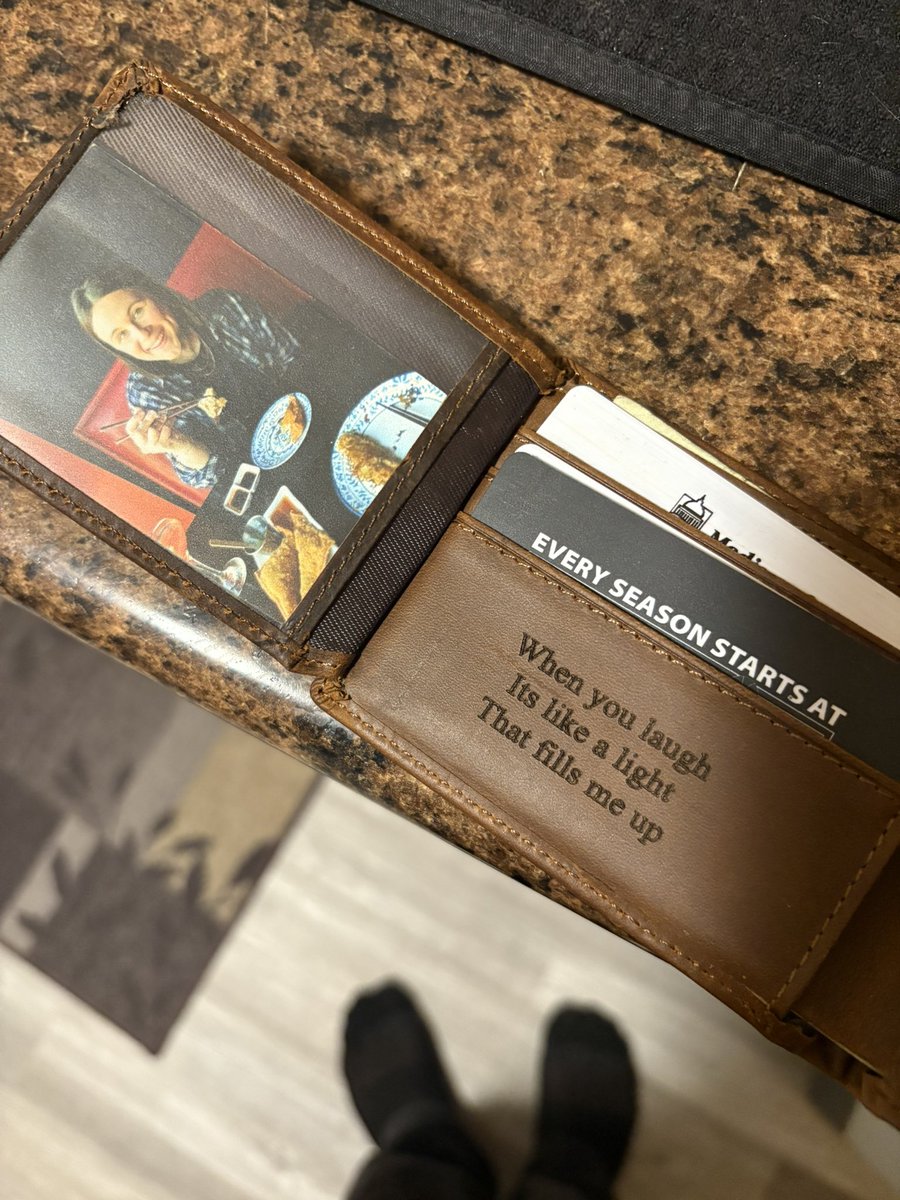 EVERY SEASON STARTS AT
When you laugh
Its like a light
That fills me up